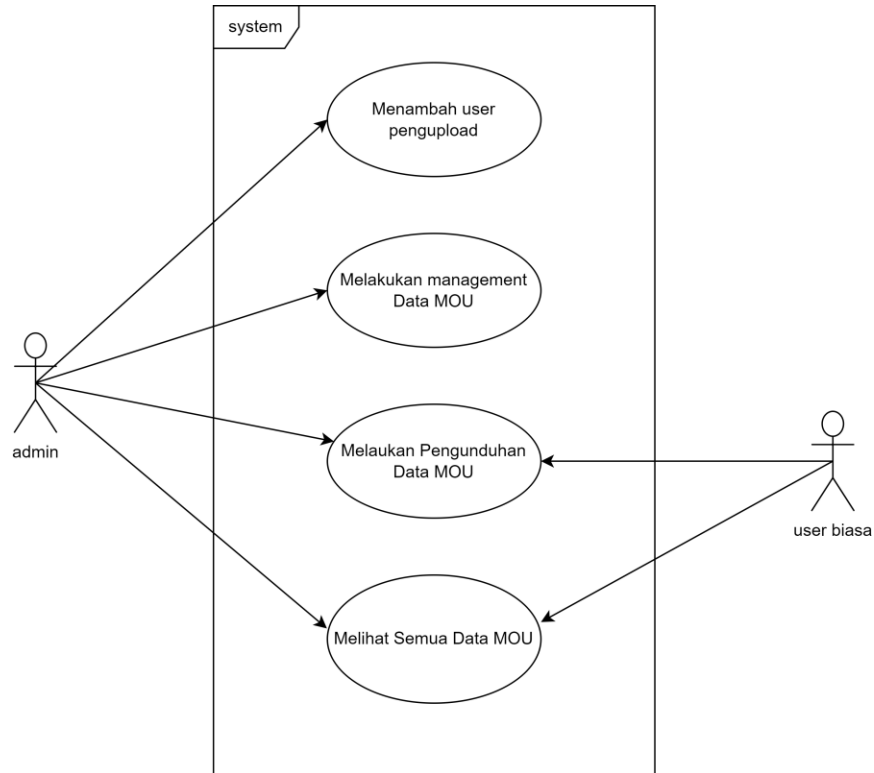 system
Menambah user
pengupload
Melakukan management
Data MOU
admin
Melaukan Pengunduhan
Data MOU
user biasa
Melihat Semua Data MOU